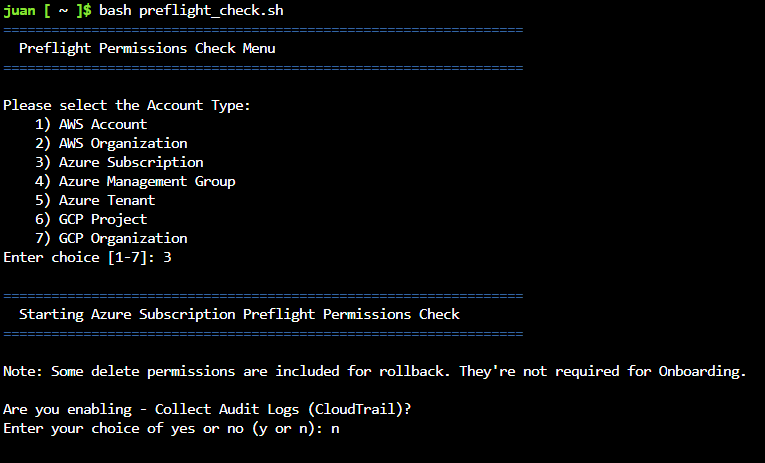 juan [ ~ ]$ bash preflight_check.sh
=================================================================
Preflight Permissions Check Menu
=================================================================
Please select the Account Type:
1) AWS Account
2) AWS Organization
3) Azure Subscription
4) Azure Management Group
5) Azure Tenant
6) GCP Project
7) GCP Organization
Enter choice [1-7]: 3
=================================================================
Starting Azure Subscription Preflight Permissions Check
=================================================================
Note: Some delete permissions are included for rollback. They're not required for Onboarding.
Are you enabling - Collect Audit Logs (CloudTrail)?
Enter your choice of yes or no (y or n): n